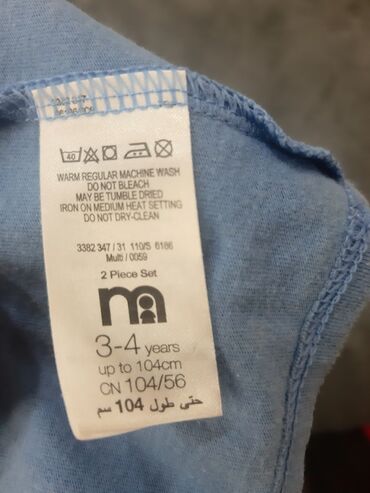 40
WARM REGULAR MACHINE WASH
DO NOT BLEACH
MAY BE TUMBLE DRIED
IRON ON MEDIUM HEAT SETTING
DO NOT DRY-CLEAN
3382 347 / 31 110/S 6186
Multi / 0059
2 Piece Set
m
3-4 years
up to 104cm
CN 104/56
حتى طول 104 سم